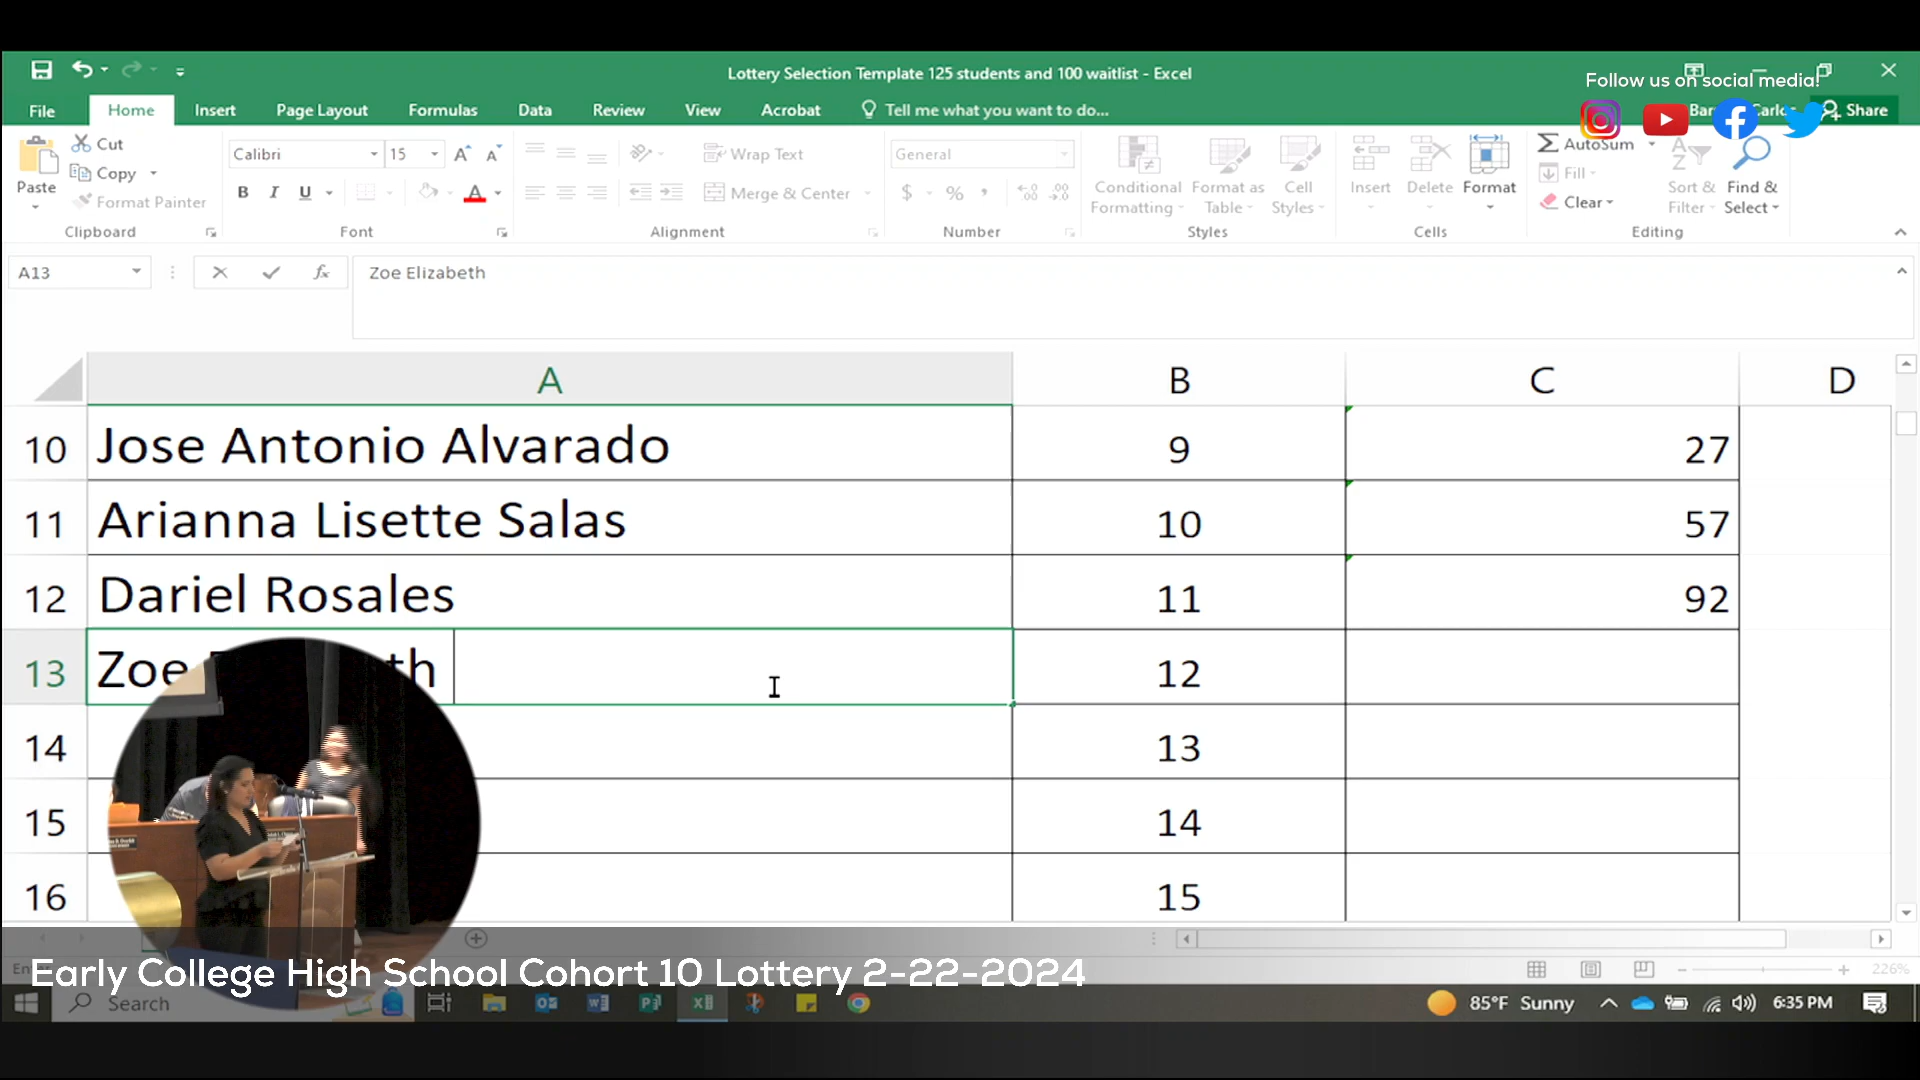 Lottery Selection Template 125 students and 100 waitlist - Excel
Follow us on social media!
File Home Insert Page Layout Formulas Data Review View Acrobat Tell me what you want to do... Share
Cut
Copy
Format Painter
Paste
Clipboard
Calibri 15
B I U A
Font
Wrap Text
Merge & Center
Alignment
General
$ % ,
Number
Conditional Formatting
Format as Table
Cell Styles
Styles
Insert Delete Format
Cells
AutoSum
Fill
Clear
Sort & Filter
Find & Select
Editing
A13 fx Zoe Elizabeth
A B C D
10 Jose Antonio Alvarado 9 27
11 Arianna Lisette Salas 10 57
12 Dariel Rosales 11 92
13 Zoe th 12
14 13
15 14
16 15
226%
Early College High School Cohort 10 Lottery 2-22-2024
Search
85°F Sunny 6:35 PM